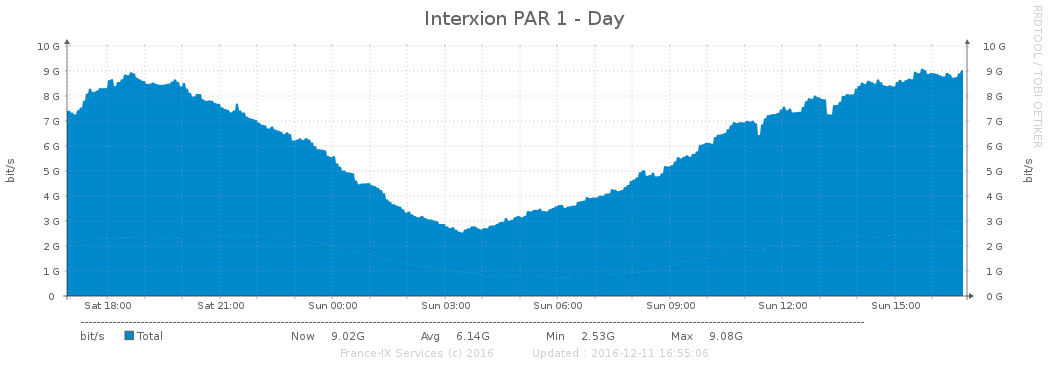 Interxion PAR 1 - Day
RRDTOOL / TOBI OETIKER
10 G 10 G
9 G 9 G
8 G 8 G
7 G 7 G
6 G 6 G
5 G 5 G
4 G 4 G
3 G 3 G
2 G 2 G
1 G 1 G
0 0 G
bit/s bit/s
Sat 18:00 Sat 21:00 Sun 00:00 Sun 03:00 Sun 06:00 Sun 09:00 Sun 12:00 Sun 15:00
bit/s Total Now 9.02G Avg 6.14G Min 2.53G Max 9.08G
France-IX Services (c) 2016 Updated : 2016-12-11 16:55:06